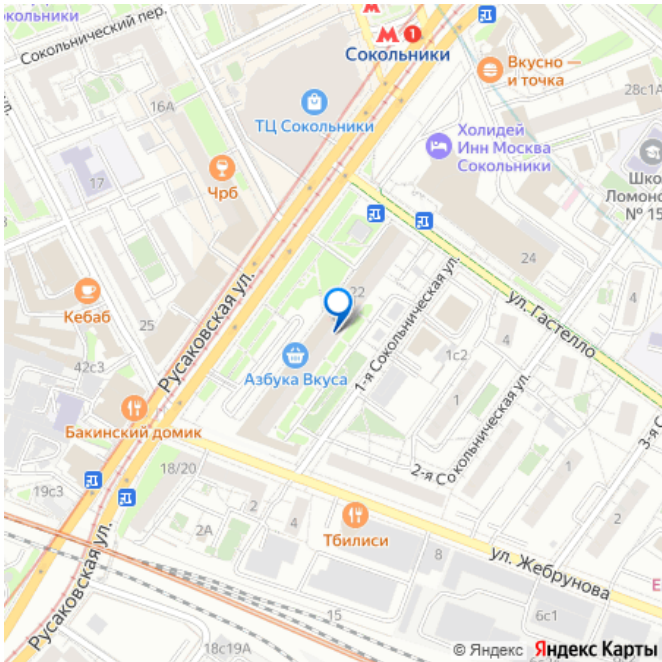 Сокольники
Сокольнический пер.
М 1
Сокольники
Вкусно —
и точка
28с1А
16А
ТЦ Сокольники
Холидей
Инн Москва
Сокольники
Шко
Ломоно
№ 15
17
Чрб
24
22
ул. Гастелло
4
4
Кебаб
25
Русаковская ул.
1-я Сокольническая ул.
1с2
42с3
Азбука Вкуса
1
2-я Сокольническая ул.
3-я С
Бакинский домик
18/20
1
19с3
2
2А
4
Тбилиси
2
8
ул. Жебрунова
Русаковская ул.
15
6с1
18с19А
© Яндекс Яндекс Карты